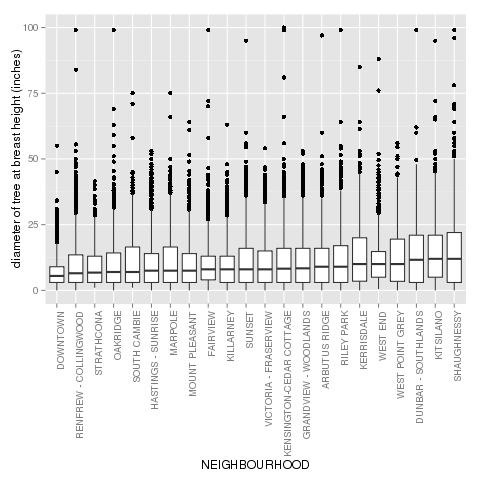 diameter of tree at breast height (inches)
100
75
50
25
0
DOWNTOWN
RENFREW - COLLINGWOOD
STRATHCONA
OAKRIDGE
SOUTH CAMBIE
HASTINGS - SUNRISE
MARPOLE
MOUNT PLEASANT
FAIRVIEW
KILLARNEY
SUNSET
VICTORIA - FRASERVIEW
KENSINGTON-CEDAR COTTAGE
GRANDVIEW - WOODLANDS
ARBUTUS RIDGE
RILEY PARK
KERRISDALE
WEST END
WEST POINT GREY
DUNBAR - SOUTHLANDS
KITSILANO
SHAUGHNESSY
NEIGHBOURHOOD